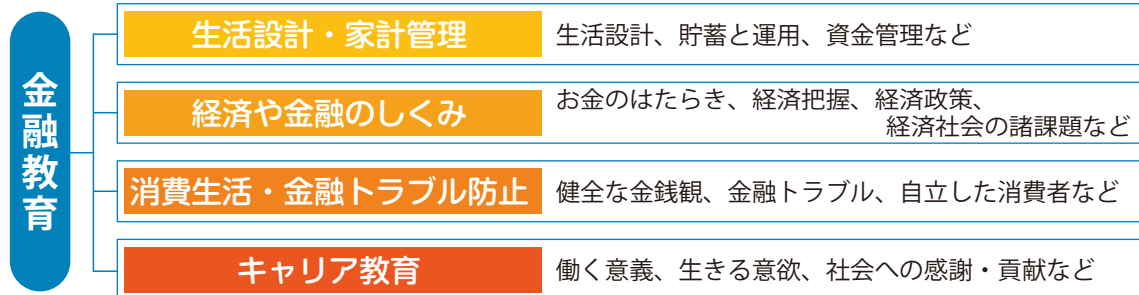 金融教育
生活設計・家計管理
生活設計、貯蓄と運用、資金管理など
経済や金融のしくみ
お金のはたらき、経済把握、経済政策、
経済社会の諸課題など
消費生活・金融トラブル防止
健全な金銭観、金融トラブル、自立した消費者など
キャリア教育
働く意義、生きる意欲、社会への感謝・貢献など